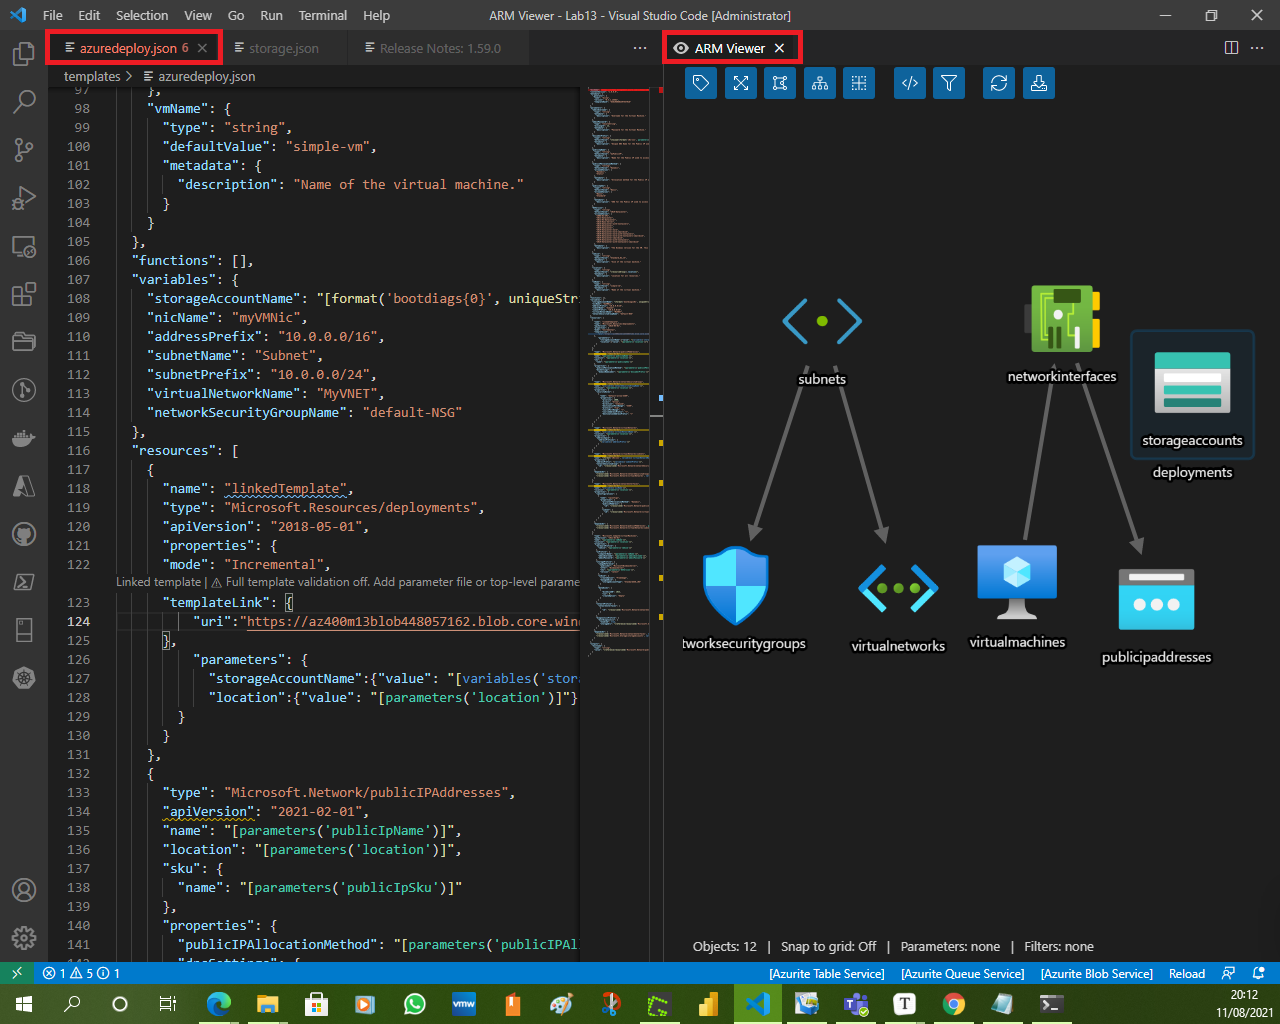 File Edit Selection View Go Run Terminal Help
ARM Viewer - Lab13 - Visual Studio Code [Administrator]
azuredeploy.json 6
storage.json
Release Notes: 1.59.0
ARM Viewer
templates > azuredeploy.json
97 },
98 "vmName": {
99 "type": "string",
100 "defaultValue": "simple-vm",
101 "metadata": {
102 "description": "Name of the virtual machine."
103 }
104 }
105 },
106 "functions": [],
107 "variables": {
108 "storageAccountName": "[format('bootdiags{0}', uniqueStri
109 "nicName": "myVMNic",
110 "addressPrefix": "10.0.0.0/16",
111 "subnetName": "Subnet",
112 "subnetPrefix": "10.0.0.0/24",
113 "virtualNetworkName": "MyVNET",
114 "networkSecurityGroupName": "default-NSG"
115 },
116 "resources": [
117 {
118 "name": "linkedTemplate",
119 "type": "Microsoft.Resources/deployments",
120 "apiVersion": "2018-05-01",
121 "properties": {
122 "mode": "Incremental",
Linked template | ⚠ Full template validation off. Add parameter file or top-level parame
123 "templateLink": {
124 "uri":"https://az400m13blob448057162.blob.core.wind
125 },
126 "parameters": {
127 "storageAccountName":{"value": "[variables('stor
128 "location":{"value": "[parameters('location')]"}
129 }
130 }
131 },
132 {
133 "type": "Microsoft.Network/publicIPAddresses",
134 "apiVersion": "2021-02-01",
135 "name": "[parameters('publicIpName')]",
136 "location": "[parameters('location')]",
137 "sku": {
138 "name": "[parameters('publicIpSku')]"
139 },
140 "properties": {
141 "publicIPAllocationMethod": "[parameters('publicIPAl
subnets
networkinterfaces
storageaccounts
deployments
tworksecuritygroups
virtualnetworks
virtualmachines
publicipaddresses
Objects: 12 | Snap to grid: Off | Parameters: none | Filters: none
1 5 1
[Azurite Table Service] [Azurite Queue Service] [Azurite Blob Service] Reload
vmw
T
20:12
11/08/2021